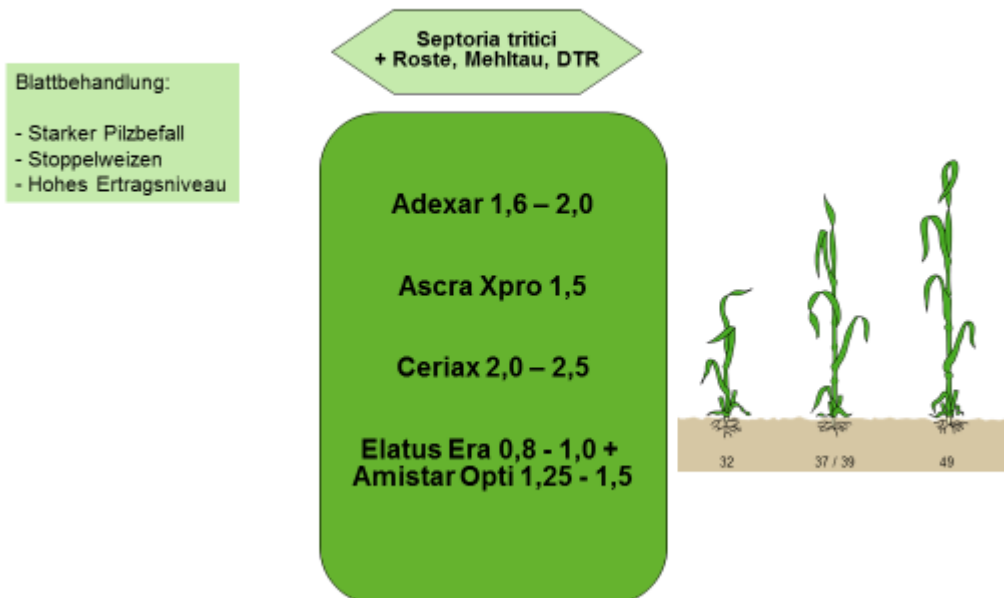 Septoria tritici
+ Roste, Mehltau, DTR
Blattbehandlung:
- Starker Pilzbefall
- Stoppelweizen
- Hohes Ertragsniveau
Adexar 1,6 – 2,0
Ascra Xpro 1,5
Ceriax 2,0 – 2,5
Elatus Era 0,8 - 1,0 +
Amistar Opti 1,25 - 1,5
32
37 / 39
49